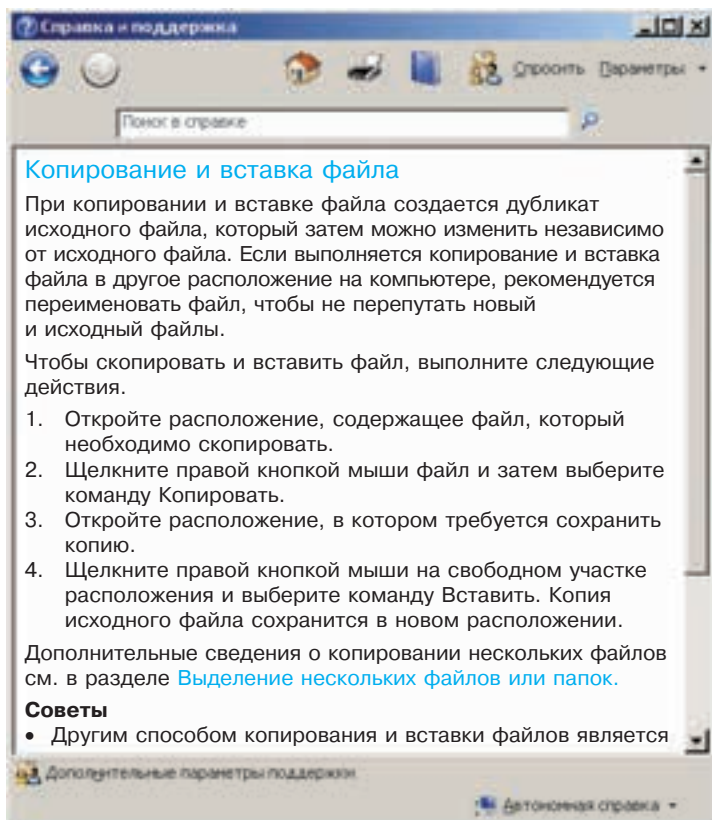 Справка и поддержка
Спросить Параметры
Поиск в справке
Копирование и вставка файла
При копировании и вставке файла создается дубликат
исходного файла, который затем можно изменить независимо
от исходного файла. Если выполняется копирование и вставка
файла в другое расположение на компьютере, рекомендуется
переименовать файл, чтобы не перепутать новый
и исходный файлы.
Чтобы скопировать и вставить файл, выполните следующие
действия.
1. Откройте расположение, содержащее файл, который
необходимо скопировать.
2. Щелкните правой кнопкой мыши файл и затем выберите
команду Копировать.
3. Откройте расположение, в котором требуется сохранить
копию.
4. Щелкните правой кнопкой мыши на свободном участке
расположения и выберите команду Вставить. Копия
исходного файла сохранится в новом расположении.
Дополнительные сведения о копировании нескольких файлов
см. в разделе Выделение нескольких файлов или папок.
Советы
• Другим способом копирования и вставки файлов является
Дополнительные параметры поддержки
Автономная справка